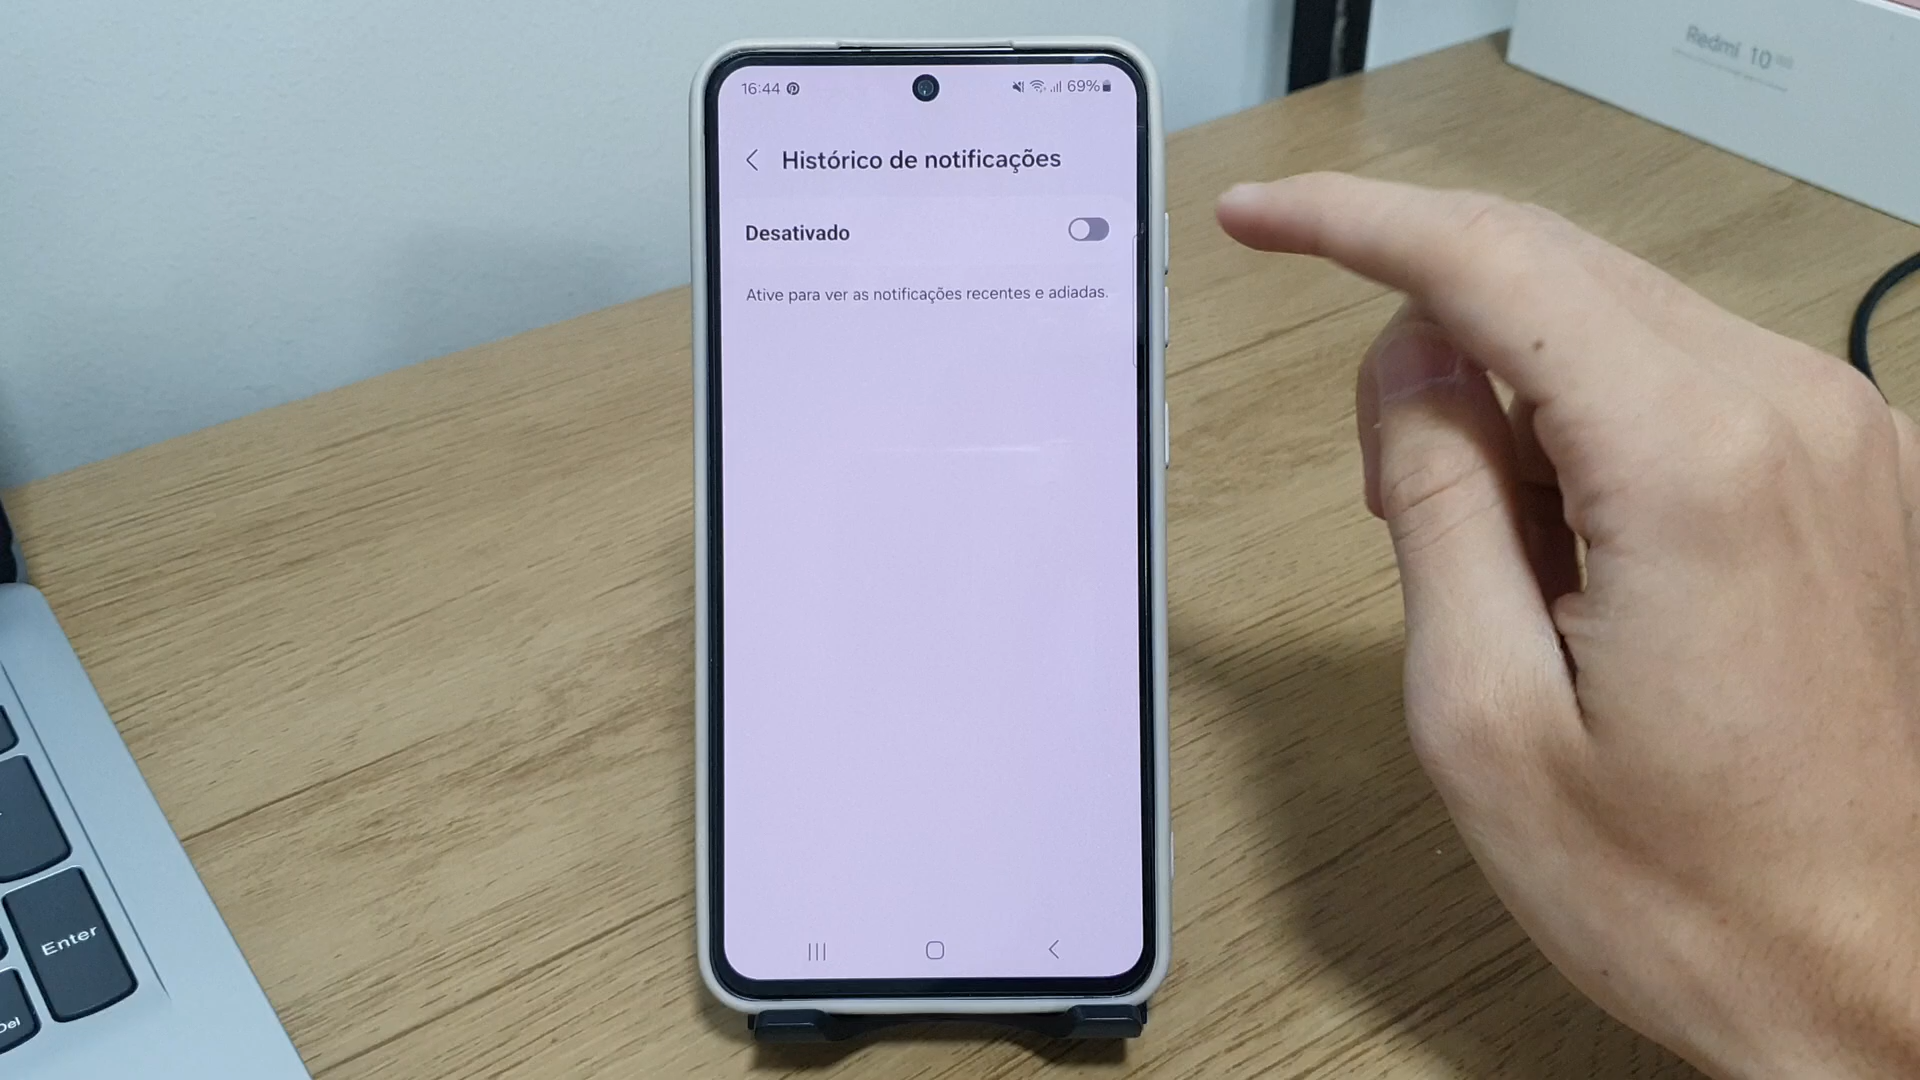 Redmi 10
16:44
69%
Histórico de notificações
Desativado
Ative para ver as notificações recentes e adiadas.
Enter
Del